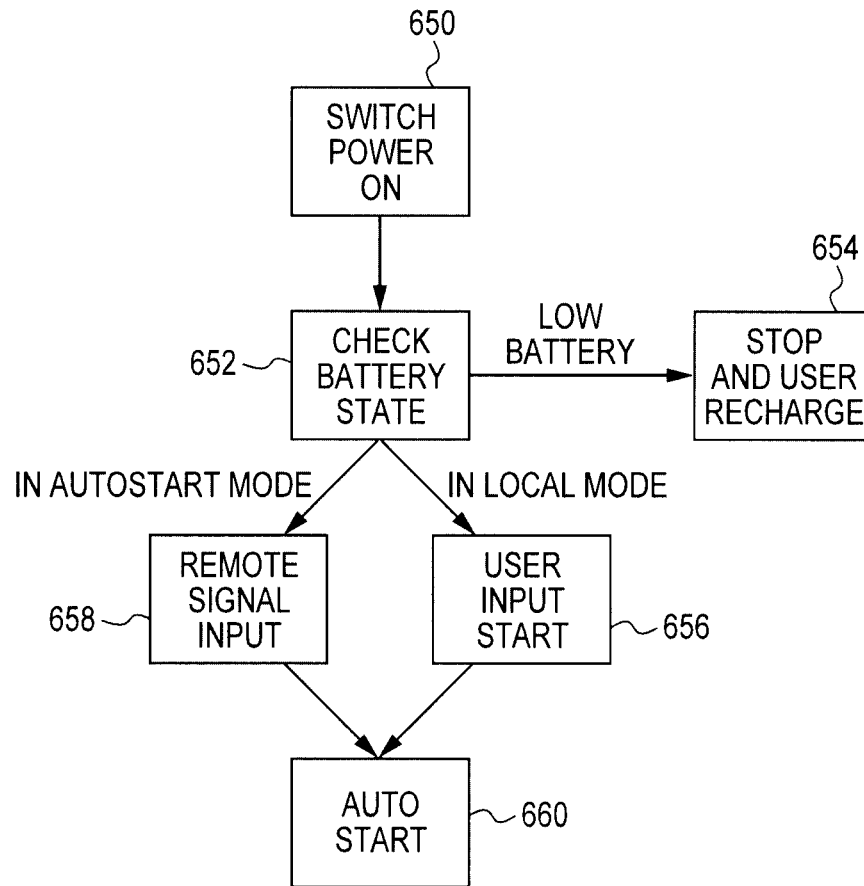 650
SWITCH
POWER
ON
654
652
CHECK
BATTERY
STATE
LOW
BATTERY
STOP
AND USER
RECHARGE
IN AUTOSTART MODE
IN LOCAL MODE
658
REMOTE
SIGNAL
INPUT
USER
INPUT
START
656
AUTO
START
660